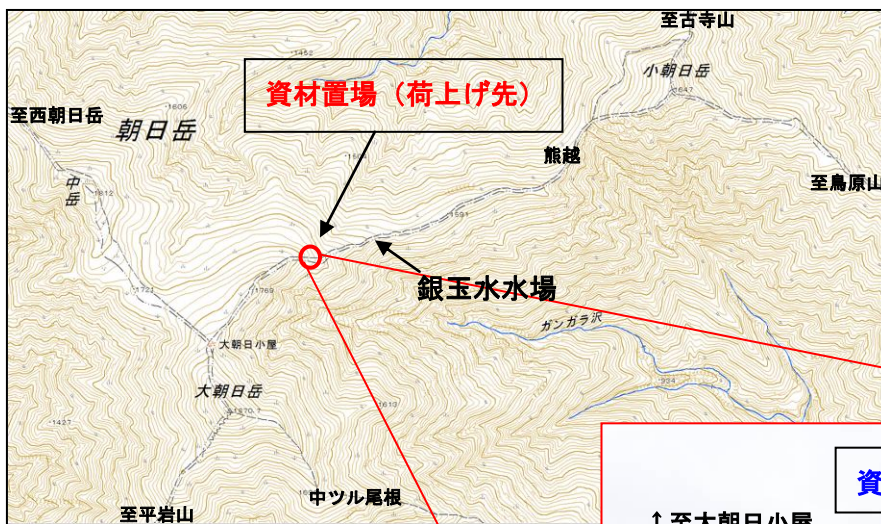 至古寺山
・1452
資材置場（荷上げ先）
小朝日岳
・1647
至西朝日岳
・1606
朝日岳
熊越
中岳
・1812
至鳥原山
・1591
銀玉水水場
・1721
・1769
ガンガラ沢
大朝日小屋
大朝日岳
・1870.1
・934
・1613
・1427
資
↑至大朝日小屋
中ツル尾根
至平岩山